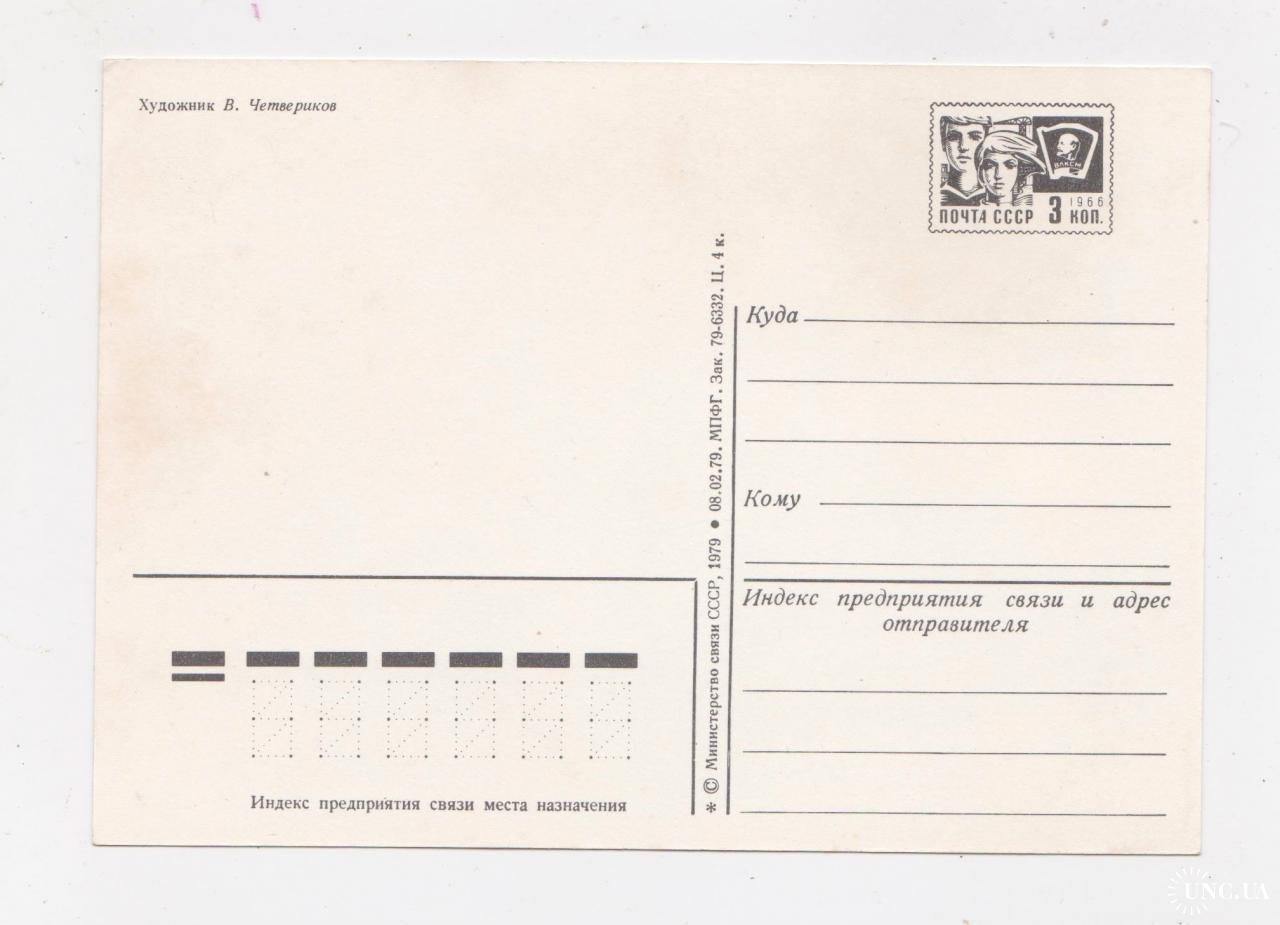 Художник В. Четвериков
ВЛКСМ
1966
ПОЧТА СССР 3 КОП.
Куда
Кому
Индекс предприятия связи и адрес
отправителя
* © Министерство связи СССР, 1979 ● 08.02.79. МПФГ. Зак. 79-6332. Ц. 4 к.
Индекс предприятия связи места назначения
UNC.UA